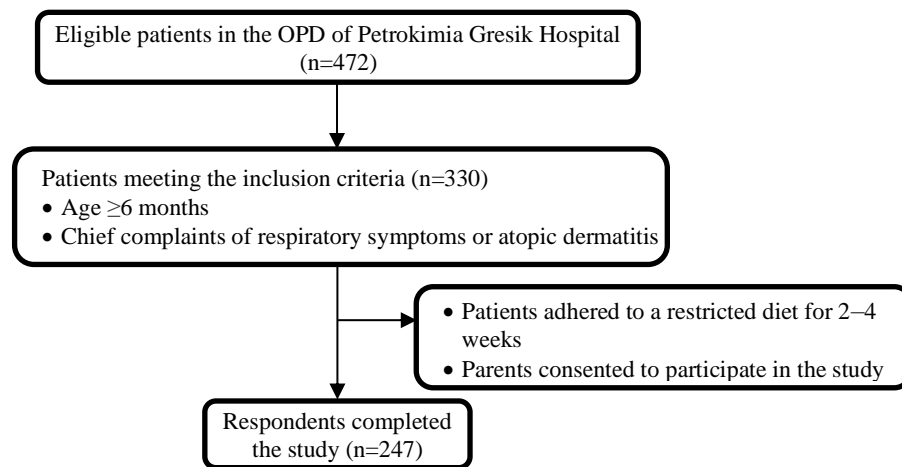 Eligible patients in the OPD of Petrokimia Gresik Hospital
(n=472)
Patients meeting the inclusion criteria (n=330)
• Age ≥6 months
• Chief complaints of respiratory symptoms or atopic dermatitis
• Patients adhered to a restricted diet for 2–4
weeks
• Parents consented to participate in the study
Respondents completed
the study (n=247)